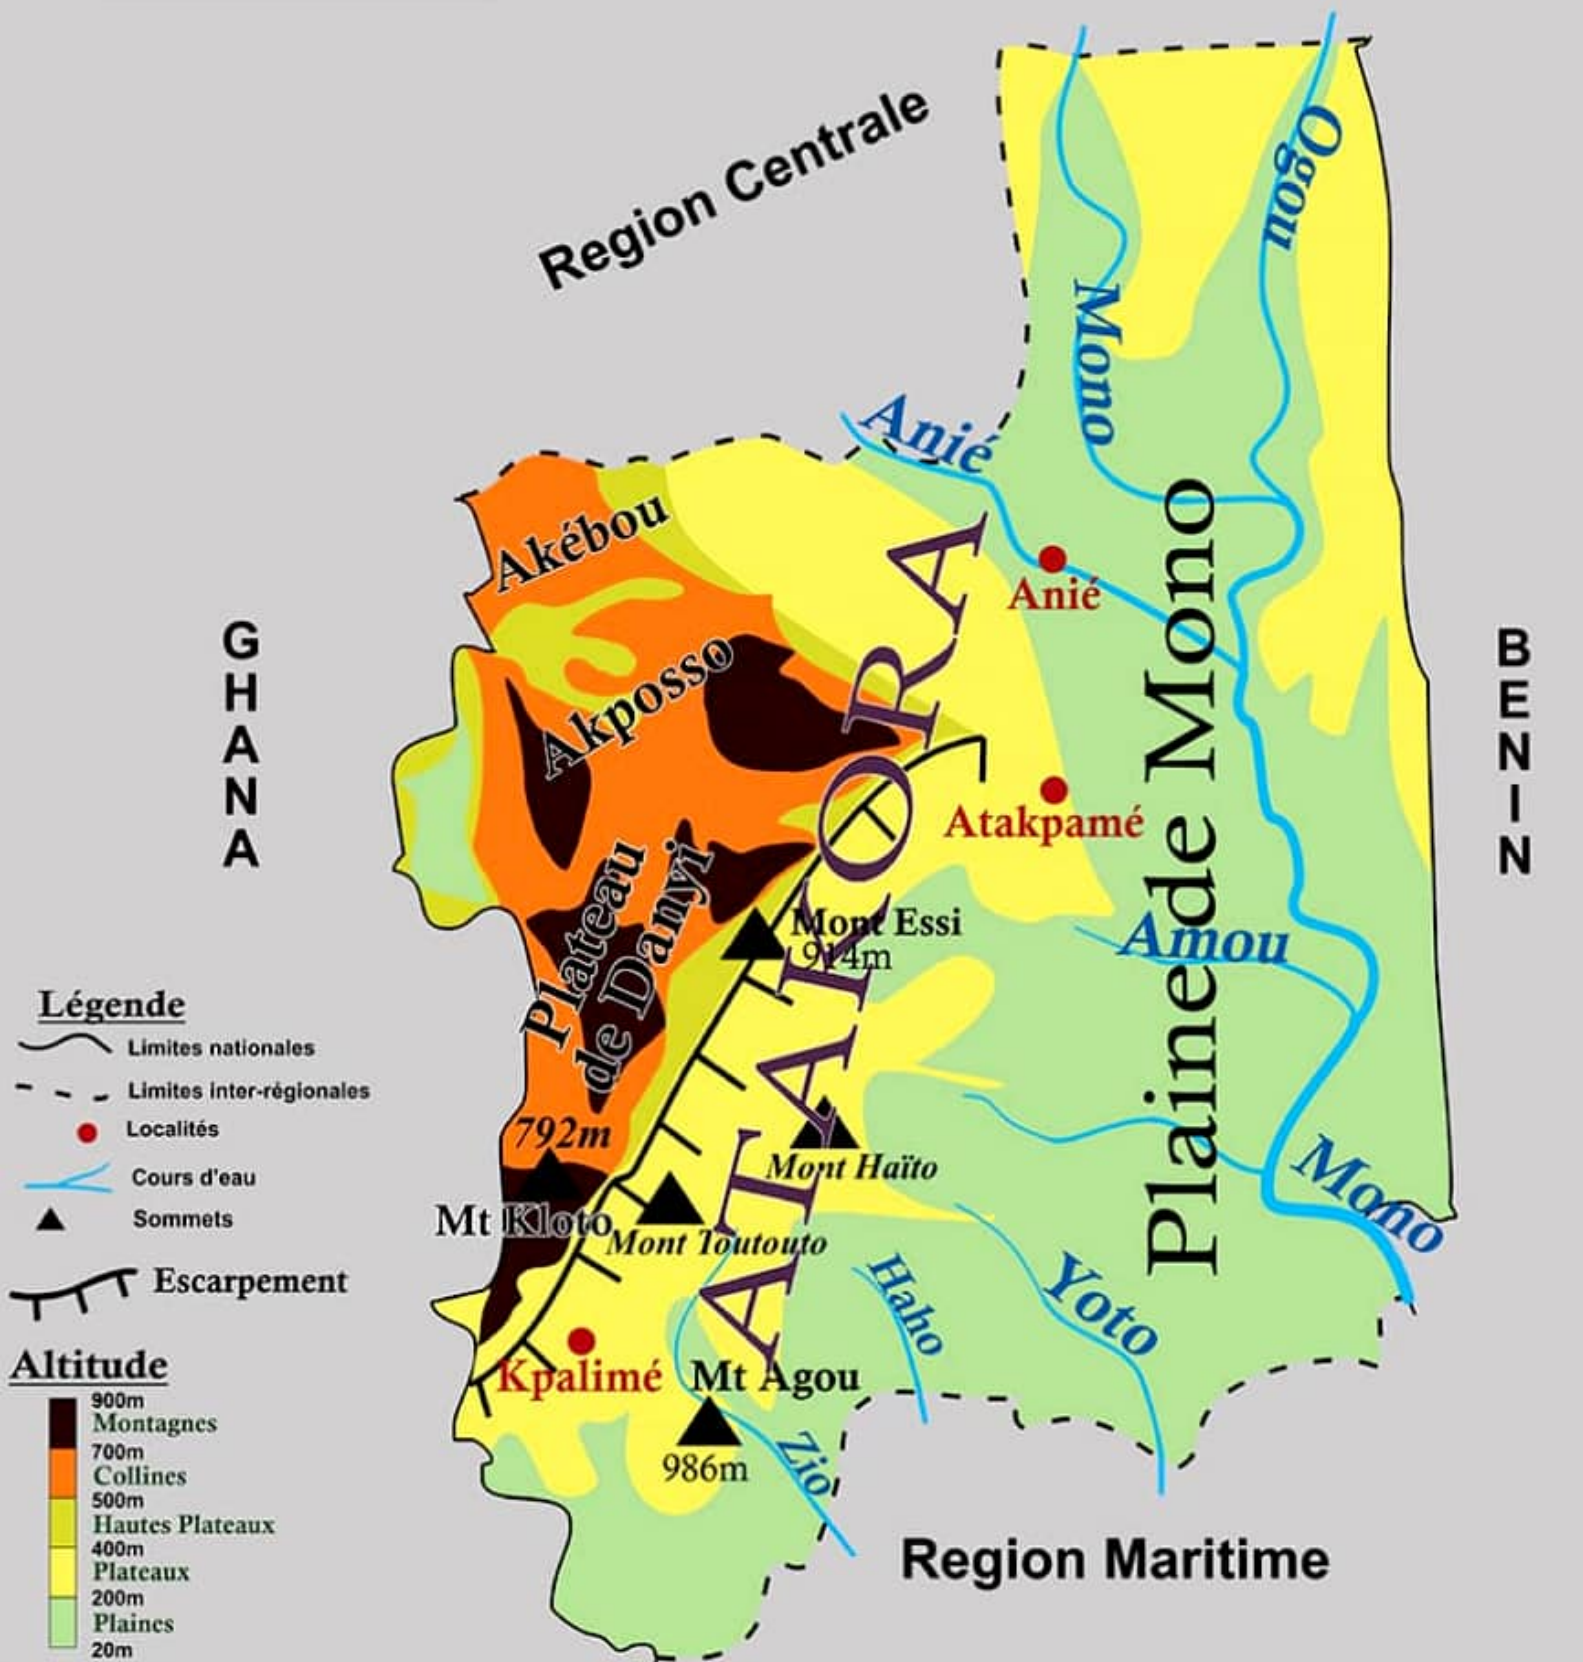 Region Centrale
Ogou
Mono
Anié
Akébou
Anié
GHANA
BENIN
Akposso
ATAKORA
Plaine de Mono
Atakpamé
Plateau
de Danyi
Mont Essi
914m
Amou
792m
Mont Haïto
Mt Kloto
Mont Toutouto
Mono
Haho
Yoto
Kpalimé
Mt Agou
986m
Zio
Region Maritime
Légende
Limites nationales
Limites inter-régionales
Localités
Cours d'eau
Sommets
Escarpement
Altitude
900m
Montagnes
700m
Collines
500m
Hautes Plateaux
400m
Plateaux
200m
Plaines
20m